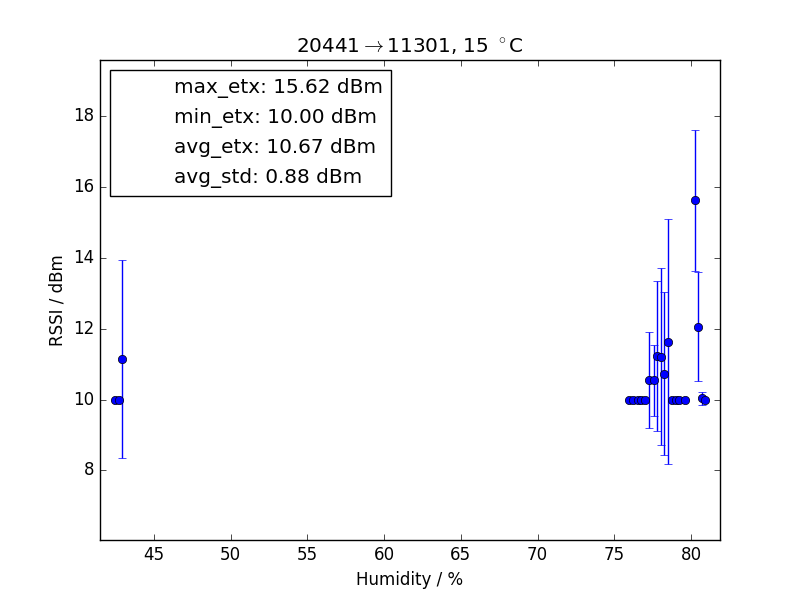 20441→11301, 15 °C
max_etx: 15.62 dBm
min_etx: 10.00 dBm
avg_etx: 10.67 dBm
avg_std: 0.88 dBm
RSSI / dBm
18
16
14
12
10
8
45 50 55 60 65 70 75 80
Humidity / %